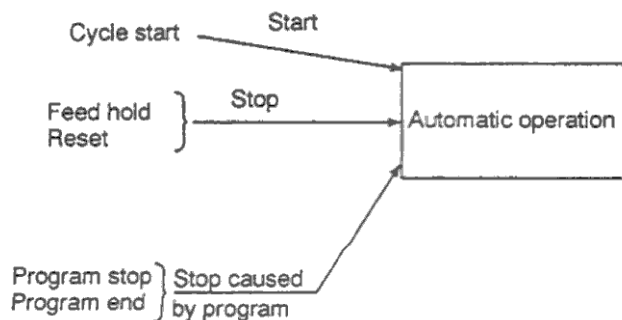 Start
Cycle start
Stop
Feed hold
Reset
Automatic operation
Program stop
Program end
Stop caused
by program